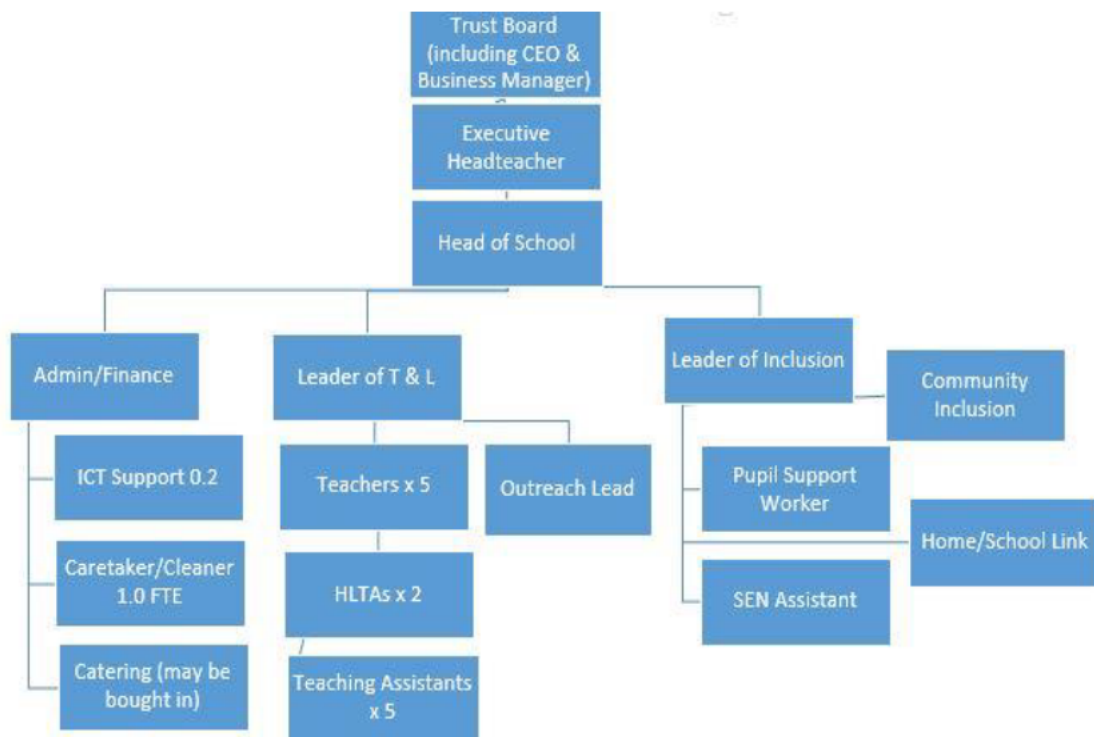 Trust Board
(including CEO &
Business Manager)
Executive
Headteacher
Head of School
Admin/Finance
ICT Support 0.2
Caretaker/Cleaner
1.0 FTE
Catering (may be
bought in)
Leader of T & L
Teachers x 5
HLTAs x 2
Teaching Assistants
x 5
Outreach Lead
Leader of Inclusion
Community
Inclusion
Pupil Support
Worker
Home/School Link
SEN Assistant